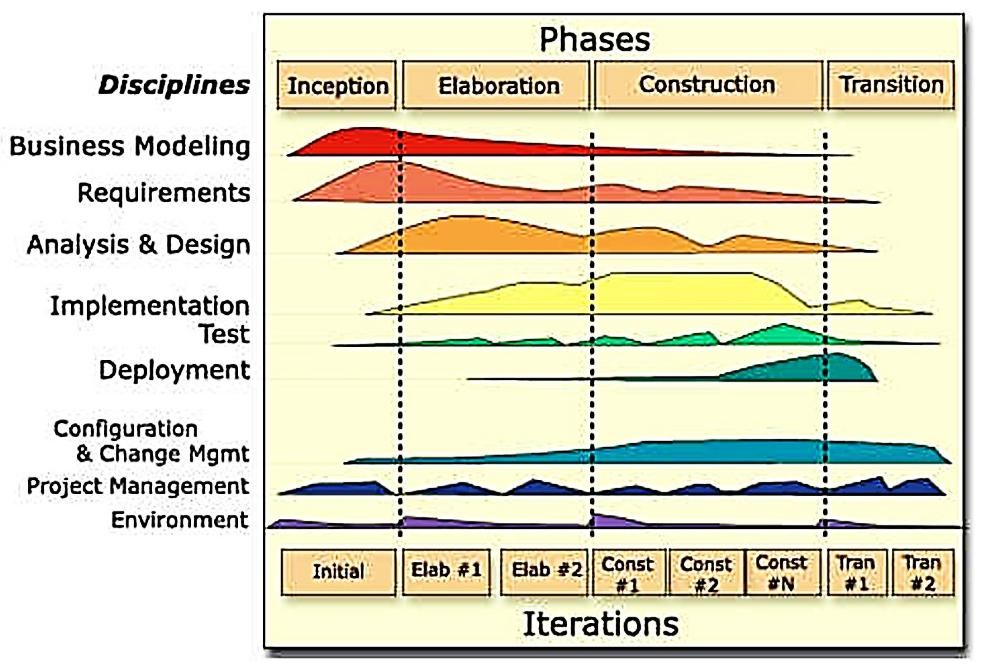 Phases
Disciplines
Inception
Elaboration
Construction
Transition
Business Modeling
Requirements
Analysis & Design
Implementation
Test
Deployment
Configuration
& Change Mgmt
Project Management
Environment
Initial
Elab #1
Elab #2
Const
#1
Const
#2
Const
#N
Tran
#1
Tran
#2
Iterations